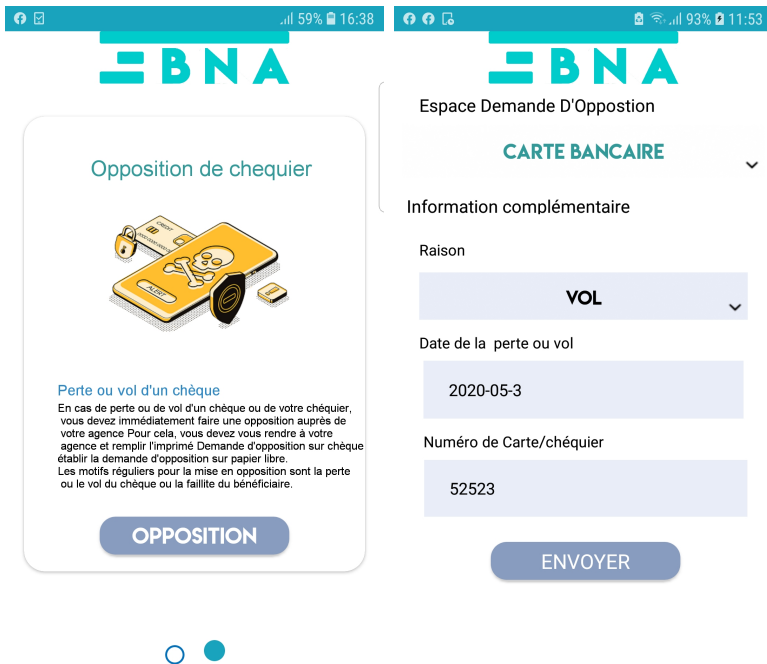 59% 16:38
BNA
Opposition de chequier
CREDIT
ALERT
Perte ou vol d'un chèque
En cas de perte ou de vol d'un chèque ou de votre chéquier,
vous devez immédiatement faire une opposition auprès de
votre agence Pour cela, vous devez vous rendre à votre
agence et remplir l'imprimé Demande d'opposition sur chèque
établir la demande d'opposition sur papier libre.
Les motifs réguliers pour la mise en opposition sont la perte
ou le vol du chèque ou la faillite du bénéficiaire.
OPPOSITION
93% 11:53
BNA
Espace Demande D'Oppostion
CARTE BANCAIRE
Information complémentaire
Raison
VOL
Date de la perte ou vol
2020-05-3
Numéro de Carte/chéquier
52523
ENVOYER